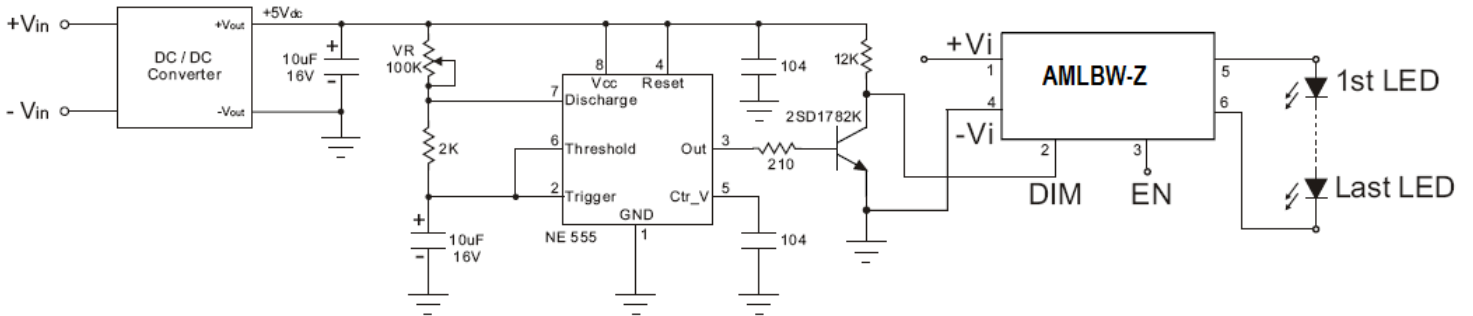 +Vin
- Vin
DC / DC
Converter
+Vout
-Vout
+5Vdc
10uF
16V
+
-
VR
100K
2K
+
-
10uF
16V
8
Vcc
4
Reset
7
Discharge
6
Threshold
2
Trigger
Out
3
Ctr_V
5
GND
1
NE 555
104
104
210
12K
2SD1782K
+Vi
1
4
-Vi
AMLBW-Z
2
DIM
3
EN
5
6
1st LED
Last LED